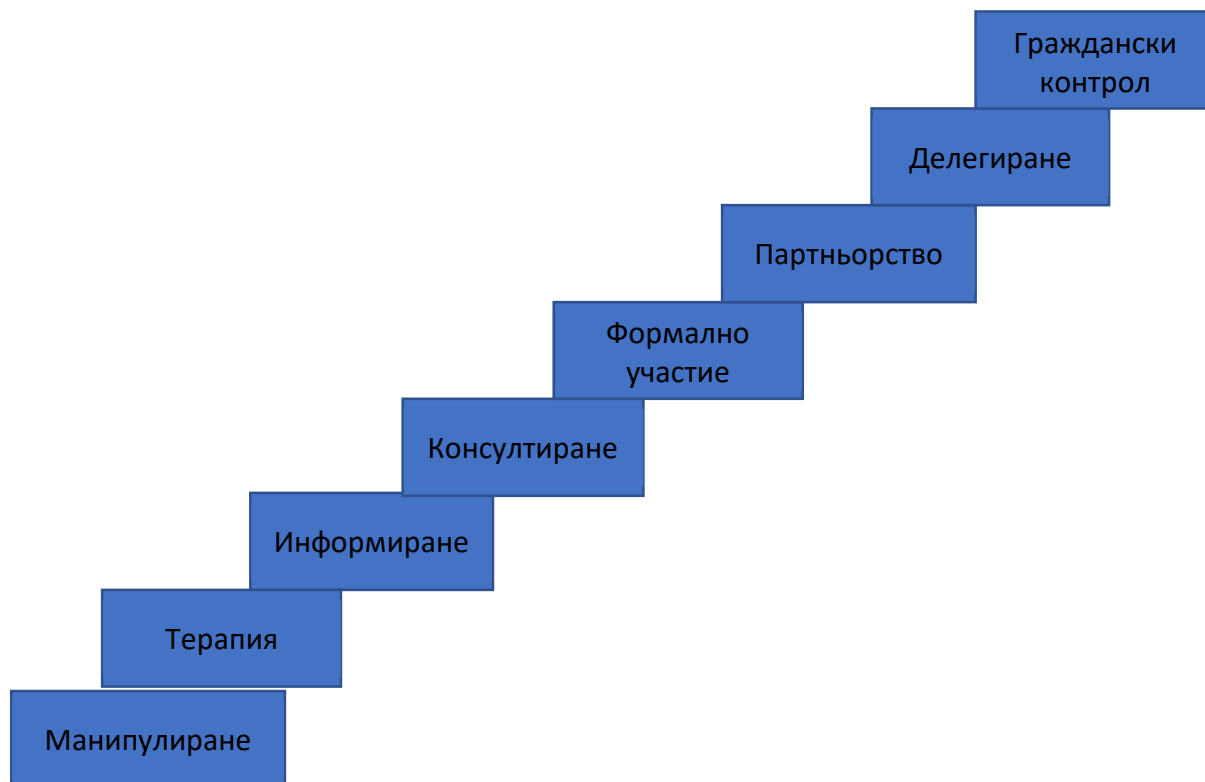 Граждански
контрол
Делегиране
Партньорство
Формално
участие
Консултиране
Информиране
Терапия
Манипулиране